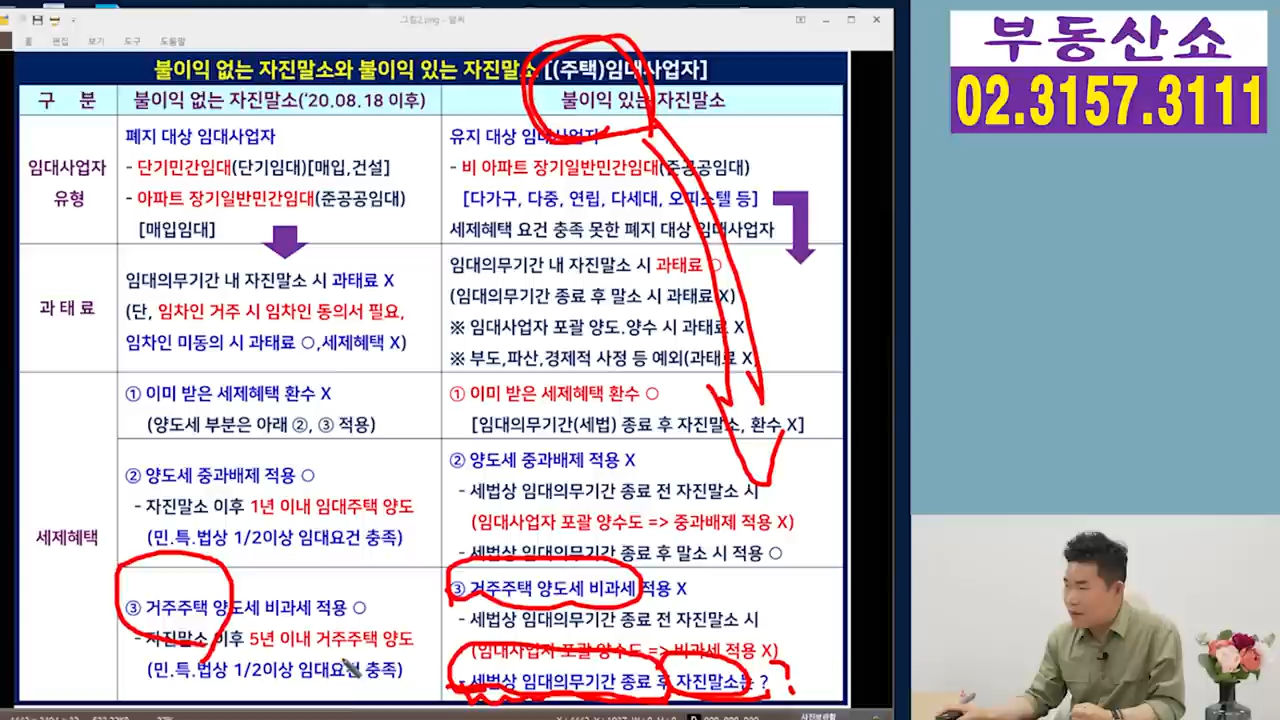 그림2.png - 알씨
홈 편집 보기 도구 도움말
부동산쇼
02.3157.3111
불이익 없는 자진말소와 불이익 있는 자진말소 [(주택)임대사업자]
구 분
불이익 없는 자진말소('20.08.18 이후)
불이익 있는 자진말소
임대사업자
유형
폐지 대상 임대사업자
- 단기민간임대(단기임대)[매입,건설]
- 아파트 장기일반민간임대(준공공임대)
[매입임대]
유지 대상 임대사업자
- 비 아파트 장기일반민간임대(준공공임대)
[다가구, 다중, 연립, 다세대, 오피스텔 등]
세제혜택 요건 충족 못한 폐지 대상 임대사업자
과 태 료
임대의무기간 내 자진말소 시 과태료 X
(단, 임차인 거주 시 임차인 동의서 필요,
임차인 미동의 시 과태료 ○,세제혜택 X)
임대의무기간 내 자진말소 시 과태료 ○
(임대의무기간 종료 후 말소 시 과태료 X)
※ 임대사업자 포괄 양도.양수 시 과태료 X
※ 부도,파산,경제적 사정 등 예외(과태료 X)
세제혜택
① 이미 받은 세제혜택 환수 X
(양도세 부분은 아래 ②, ③ 적용)
① 이미 받은 세제혜택 환수 ○
[임대의무기간(세법) 종료 후 자진말소, 환수 X]
② 양도세 중과배제 적용 ○
- 자진말소 이후 1년 이내 임대주택 양도
(민.특.법상 1/2이상 임대요건 충족)
② 양도세 중과배제 적용 X
- 세법상 임대의무기간 종료 전 자진말소 시
(임대사업자 포괄 양수도 => 중과배제 적용 X)
- 세법상 임대의무기간 종료 후 말소 시 적용 ○
③ 거주주택 양도세 비과세 적용 ○
- 자진말소 이후 5년 이내 거주주택 양도
(민.특.법상 1/2이상 임대요건 충족)
③ 거주주택 양도세 비과세 적용 X
- 세법상 임대의무기간 종료 전 자진말소 시
(임대사업자 포괄 양수도 => 비과세 적용 X)
- 세법상 임대의무기간 종료 후 자진말소는 ?
?